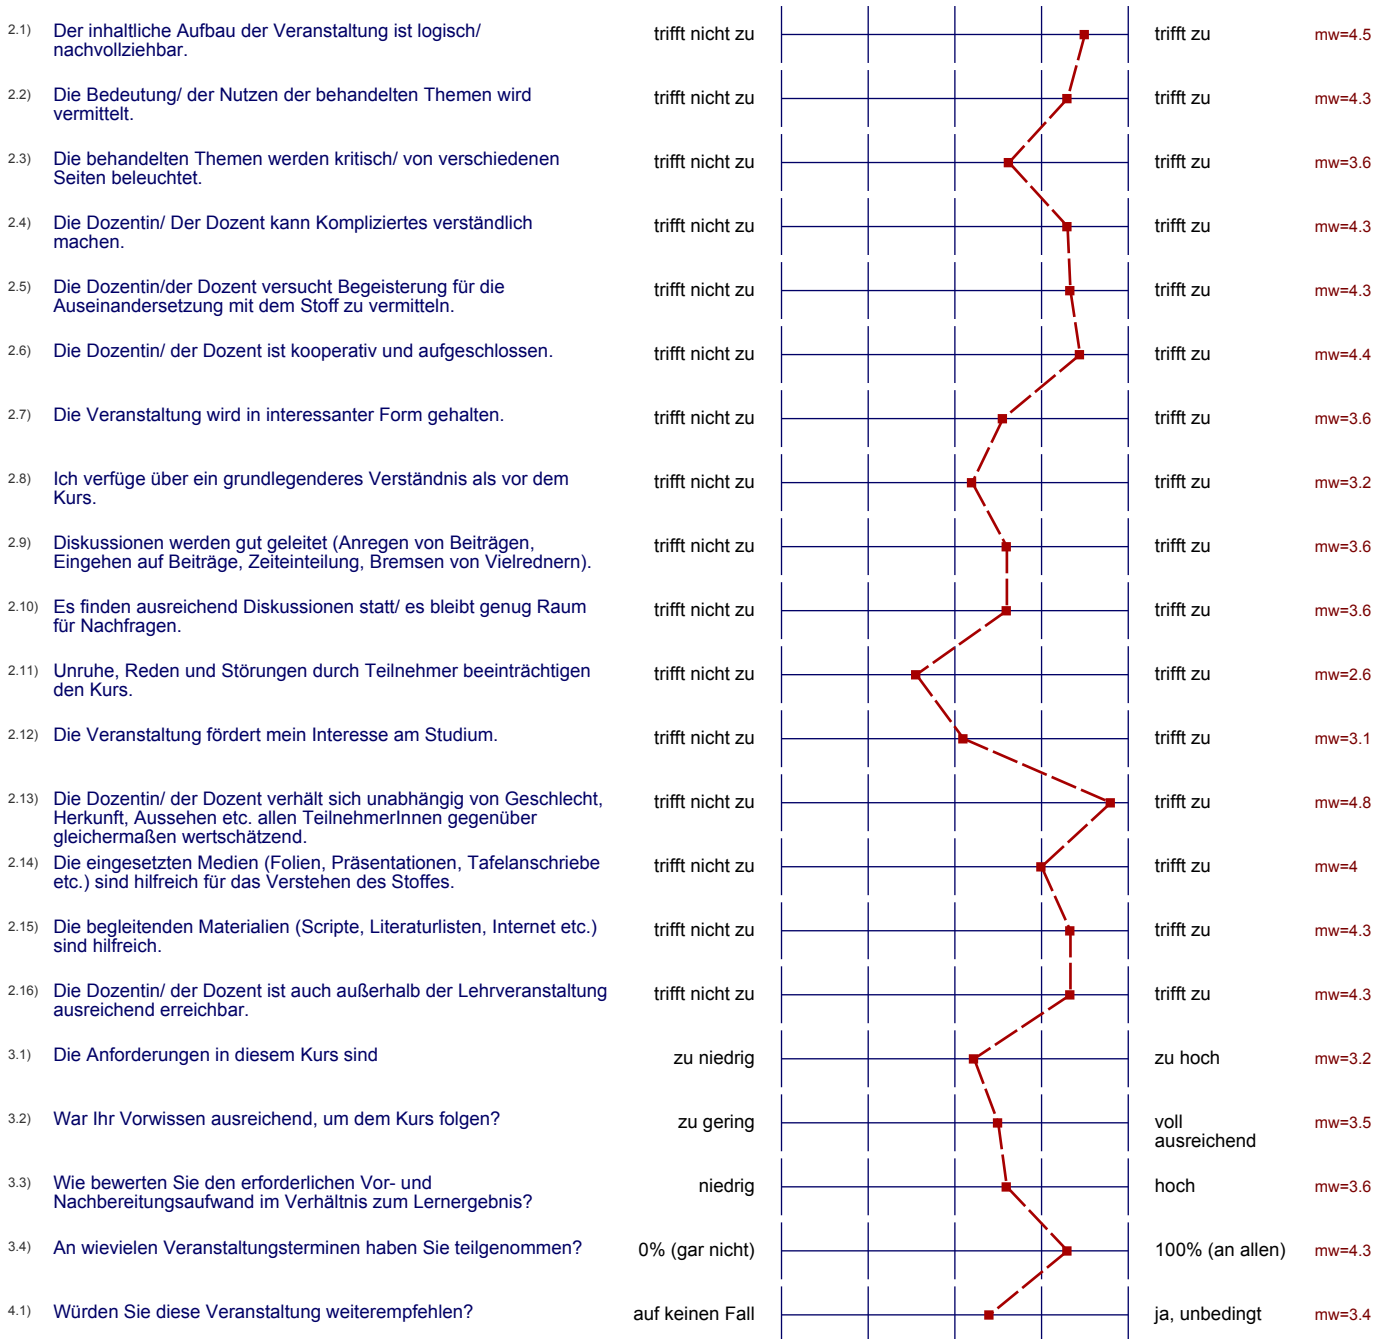 2.1) Der inhaltliche Aufbau der Veranstaltung ist logisch/ trifft nicht zu trifft zu mw=4.5
nachvollziehbar.
2.2) Die Bedeutung/ der Nutzen der behandelten Themen wird trifft nicht zu trifft zu mw=4.3
vermittelt.
2.3) Die behandelten Themen werden kritisch/ von verschiedenen trifft nicht zu trifft zu mw=3.6
Seiten beleuchtet.
2.4) Die Dozentin/ Der Dozent kann Kompliziertes verständlich trifft nicht zu trifft zu mw=4.3
machen.
2.5) Die Dozentin/der Dozent versucht Begeisterung für die trifft nicht zu trifft zu mw=4.3
Auseinandersetzung mit dem Stoff zu vermitteln.
2.6) Die Dozentin/ der Dozent ist kooperativ und aufgeschlossen. trifft nicht zu trifft zu mw=4.4
2.7) Die Veranstaltung wird in interessanter Form gehalten. trifft nicht zu trifft zu mw=3.6
2.8) Ich verfüge über ein grundlegenderes Verständnis als vor dem trifft nicht zu trifft zu mw=3.2
Kurs.
2.9) Diskussionen werden gut geleitet (Anregen von Beiträgen, trifft nicht zu trifft zu mw=3.6
Eingehen auf Beiträge, Zeiteinteilung, Bremsen von Vielrednern).
2.10) Es finden ausreichend Diskussionen statt/ es bleibt genug Raum trifft nicht zu trifft zu mw=3.6
für Nachfragen.
2.11) Unruhe, Reden und Störungen durch Teilnehmer beeinträchtigen trifft nicht zu trifft zu mw=2.6
den Kurs.
2.12) Die Veranstaltung fördert mein Interesse am Studium. trifft nicht zu trifft zu mw=3.1
2.13) Die Dozentin/ der Dozent verhält sich unabhängig von Geschlecht, trifft nicht zu trifft zu mw=4.8
Herkunft, Aussehen etc. allen TeilnehmerInnen gegenüber
gleichermaßen wertschätzend.
2.14) Die eingesetzten Medien (Folien, Präsentationen, Tafelanschriebe trifft nicht zu trifft zu mw=4
etc.) sind hilfreich für das Verstehen des Stoffes.
2.15) Die begleitenden Materialien (Scripte, Literaturlisten, Internet etc.) trifft nicht zu trifft zu mw=4.3
sind hilfreich.
2.16) Die Dozentin/ der Dozent ist auch außerhalb der Lehrveranstaltung trifft nicht zu trifft zu mw=4.3
ausreichend erreichbar.
3.1) Die Anforderungen in diesem Kurs sind zu niedrig zu hoch mw=3.2
3.2) War Ihr Vorwissen ausreichend, um dem Kurs folgen? zu gering voll mw=3.5
ausreichend
3.3) Wie bewerten Sie den erforderlichen Vor- und niedrig hoch mw=3.6
Nachbereitungsaufwand im Verhältnis zum Lernergebnis?
3.4) An wievielen Veranstaltungsterminen haben Sie teilgenommen? 0% (gar nicht) 100% (an allen) mw=4.3
4.1) Würden Sie diese Veranstaltung weiterempfehlen? auf keinen Fall ja, unbedingt mw=3.4